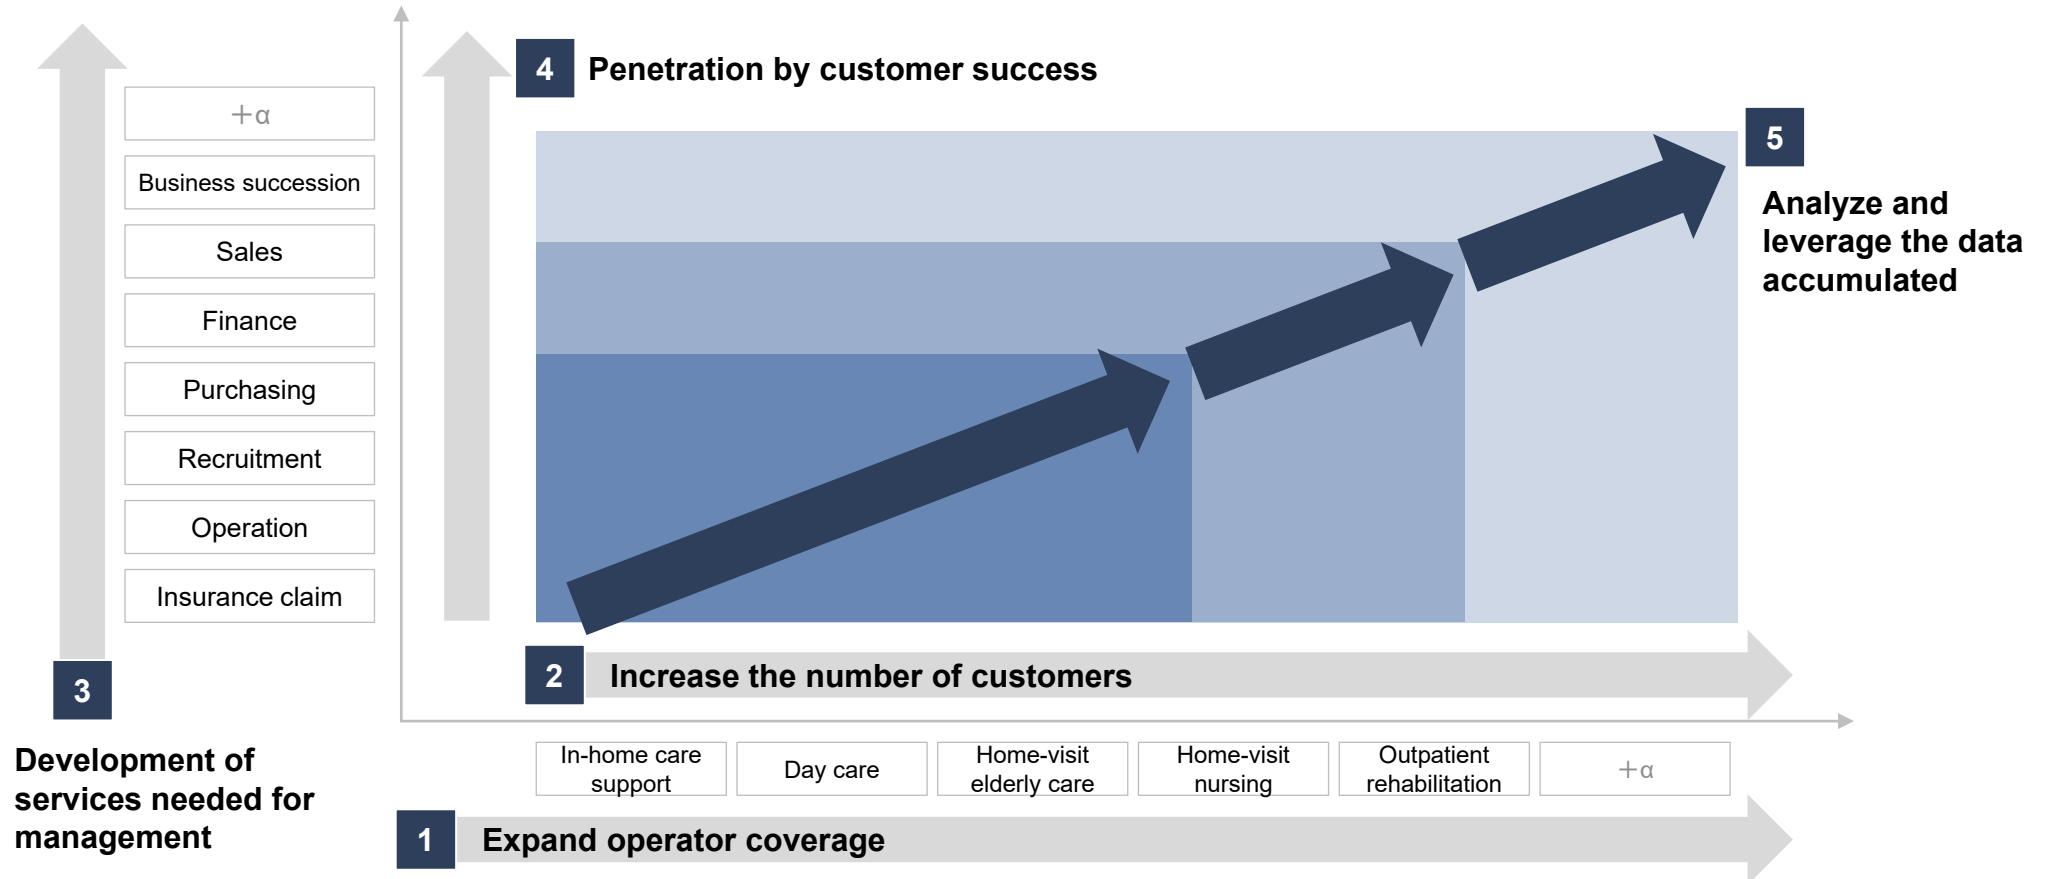 4
Penetration by customer success
5
Analyze and
leverage the data
accumulated
＋α
Business succession
Sales
Finance
Purchasing
Recruitment
Operation
Insurance claim
3
Development of
services needed for
management
2
Increase the number of customers
In-home care
support
Day care
Home-visit
elderly care
Home-visit
nursing
Outpatient
rehabilitation
＋α
1
Expand operator coverage